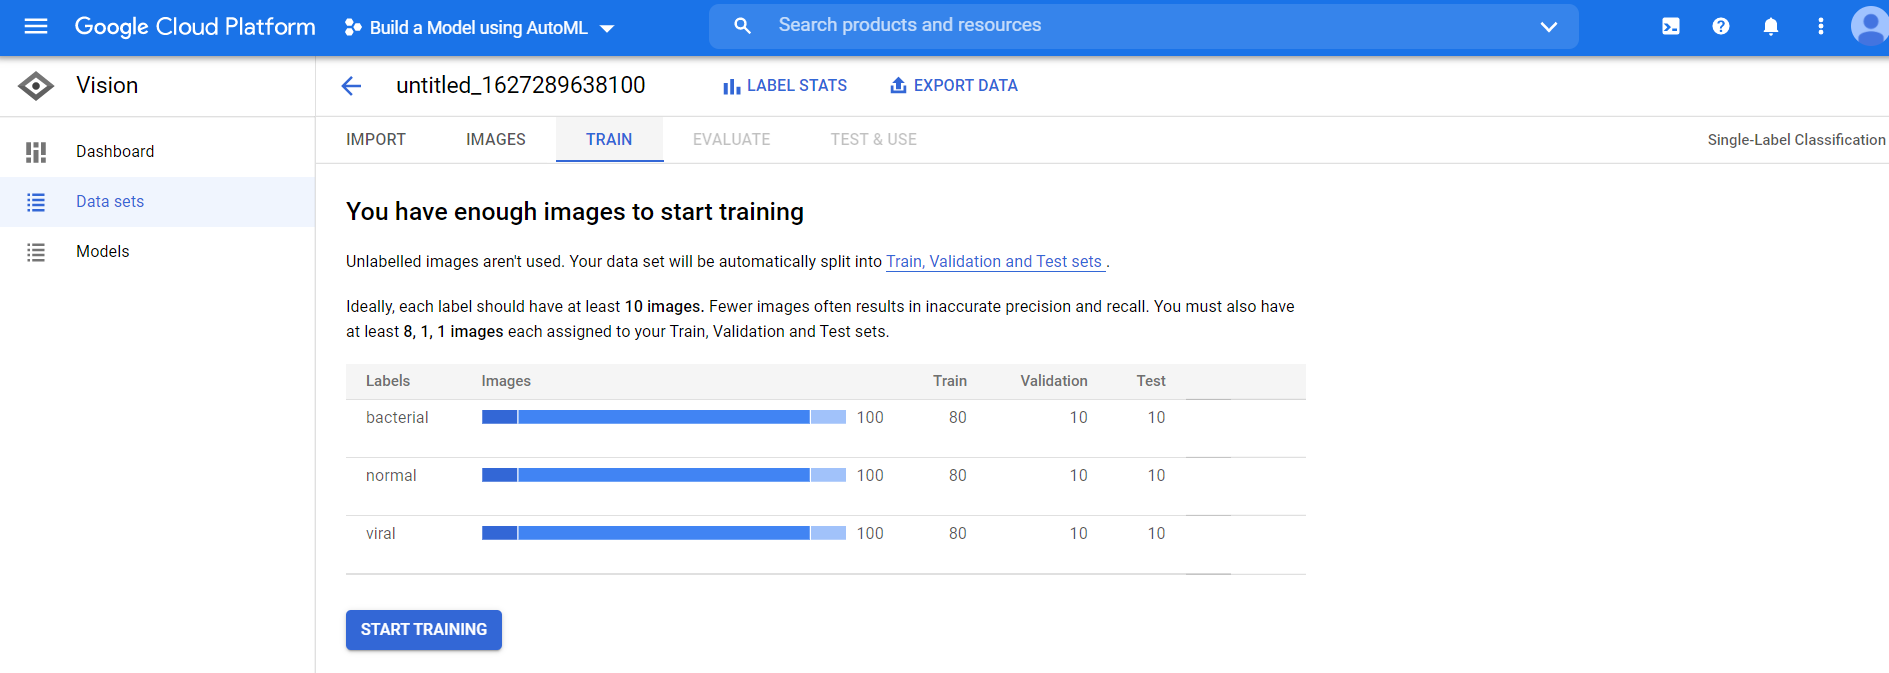 Google Cloud Platform
Build a Model using AutoML
Search products and resources
Vision
untitled_1627289638100
LABEL STATS
EXPORT DATA
Dashboard
Data sets
Models
IMPORT
IMAGES
TRAIN
EVALUATE
TEST & USE
Single-Label Classification
You have enough images to start training
Unlabelled images aren't used. Your data set will be automatically split into Train, Validation and Test sets .
Ideally, each label should have at least 10 images. Fewer images often results in inaccurate precision and recall. You must also have
at least 8, 1, 1 images each assigned to your Train, Validation and Test sets.
Labels Images Train Validation Test
bacterial 100 80 10 10
normal 100 80 10 10
viral 100 80 10 10
START TRAINING